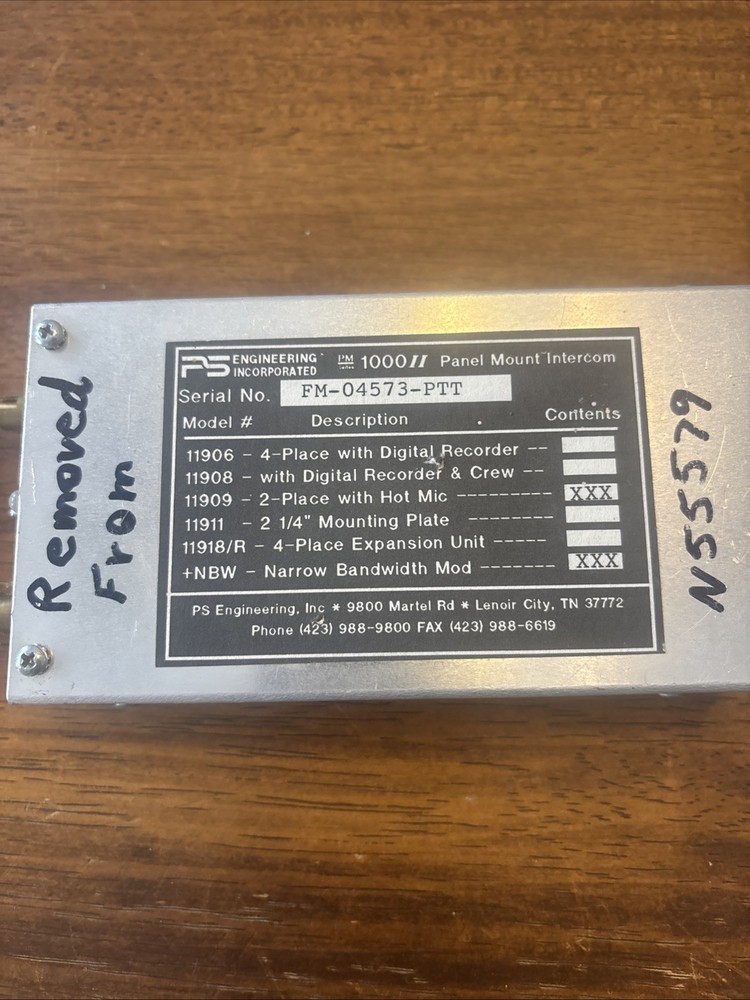 PS ENGINEERING INCORPORATED PM Series 1000II Panel Mount Intercom
Serial No. FM-04573-PTT
Model # Description Contents
11906 - 4-Place with Digital Recorder --
11908 - with Digital Recorder & Crew --
11909 - 2-Place with Hot Mic --------- XXX
11911 - 2 1/4" Mounting Plate -------
11918/R - 4-Place Expansion Unit -----
+NBW - Narrow Bandwidth Mod ------- XXX
PS Engineering, Inc * 9800 Martel Rd * Lenoir City, TN 37772
Phone (423) 988-9800 FAX (423) 988-6619
Removed
From
N55579